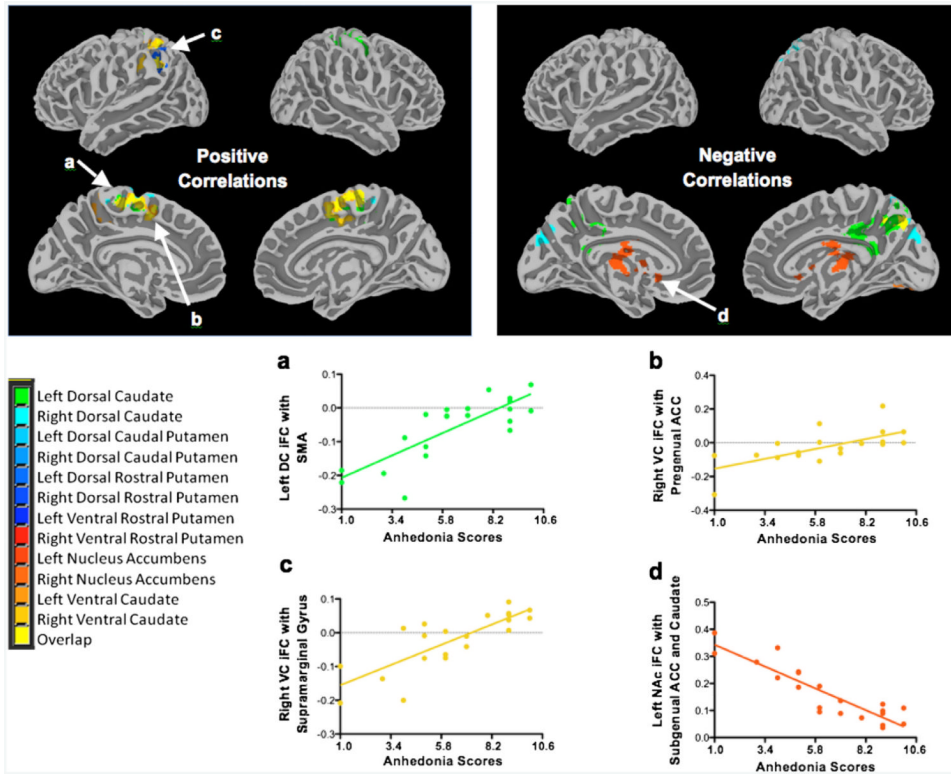 c
a
Positive
Correlations
b
Negative
Correlations
d
Left Dorsal Caudate
Right Dorsal Caudate
Left Dorsal Caudal Putamen
Right Dorsal Caudal Putamen
Left Dorsal Rostral Putamen
Right Dorsal Rostral Putamen
Left Ventral Rostral Putamen
Right Ventral Rostral Putamen
Left Nucleus Accumbens
Right Nucleus Accumbens
Left Ventral Caudate
Right Ventral Caudate
Overlap
a
Left DC iFC with
SMA
0.1
0.0
-0.1
-0.2
-0.3
1.0 3.4 5.8 8.2 10.6
Anhedonia Scores
b
Right VC iFC with
Pregenual ACC
0.4
0.2
0.0
-0.2
-0.4
1.0 3.4 5.8 8.2 10.6
Anhedonia Scores
c
Right VC iFC with
Supramarginal Gyrus
0.1
0.0
-0.1
-0.2
-0.3
1.0 3.4 5.8 8.2 10.6
Anhedonia Scores
d
Left NAc iFC with
Subgenual ACC and Caudate
0.5
0.4
0.3
0.2
0.1
0.0
1.0 3.4 5.8 8.2 10.6
Anhedonia Scores